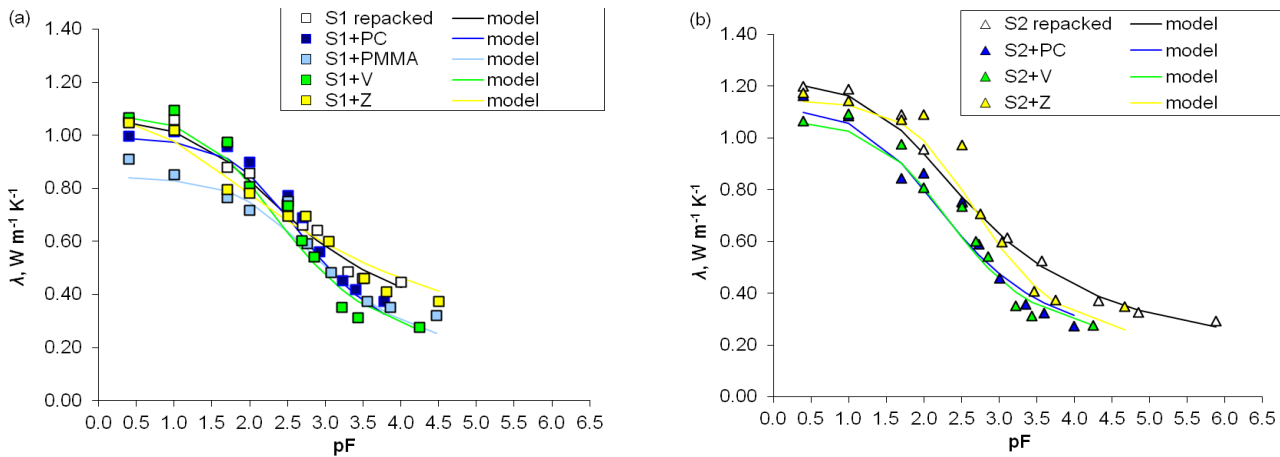 (a)
S1 repacked model
S1+PC model
S1+PMMA model
S1+V model
S1+Z model
1.40
1.20
1.00
0.80
0.60
0.40
0.20
0.00
λ, W m⁻¹ K⁻¹
0.0 0.5 1.0 1.5 2.0 2.5 3.0 3.5 4.0 4.5 5.0 5.5 6.0 6.5
pF
(b)
S2 repacked model
S2+PC model
S2+V model
S2+Z model
1.40
1.20
1.00
0.80
0.60
0.40
0.20
0.00
λ, W m⁻¹ K⁻¹
0.0 0.5 1.0 1.5 2.0 2.5 3.0 3.5 4.0 4.5 5.0 5.5 6.0 6.5
pF